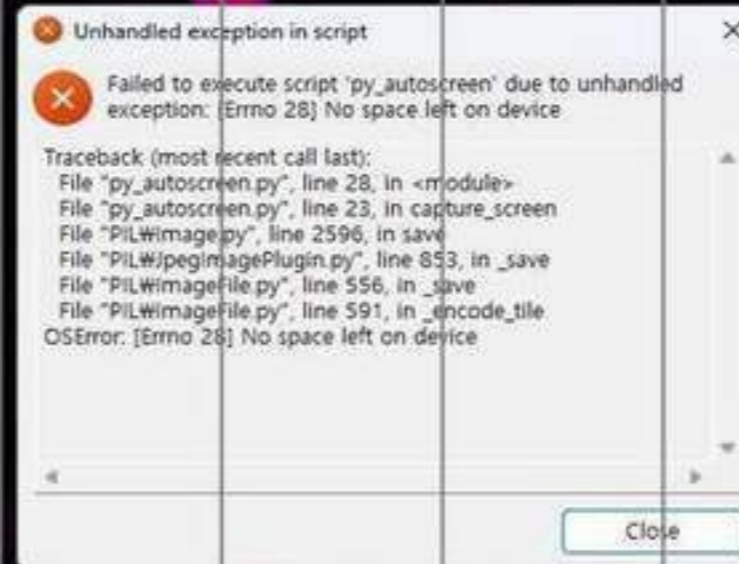 Unhandled exception in script
Failed to execute script 'py_autoscreen' due to unhandled
exception: [Errno 28] No space left on device
Traceback (most recent call last):
File "py_autoscreen.py", line 28, in <module>
File "py_autoscreen.py", line 23, in capture_screen
File "PIL₩Image.py", line 2596, in save
File "PIL₩JpegImagePlugin.py", line 853, in _save
File "PIL₩ImageFile.py", line 556, in _save
File "PIL₩ImageFile.py", line 591, in _encode_tile
OSError: [Errno 28] No space left on device
Close